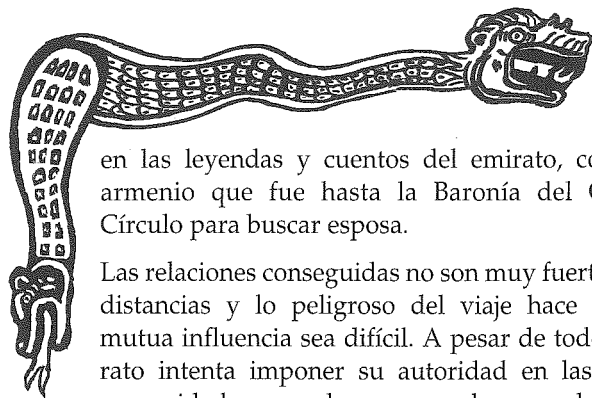 en las leyendas y cuentos del emirato, co
armenio que fue hasta la Baronía del
Círculo para buscar esposa.
Las relaciones conseguidas no son muy fuert
distancias y lo peligroso del viaje hace
mutua influencia sea difícil. A pesar de tod
rato intenta imponer su autoridad en las